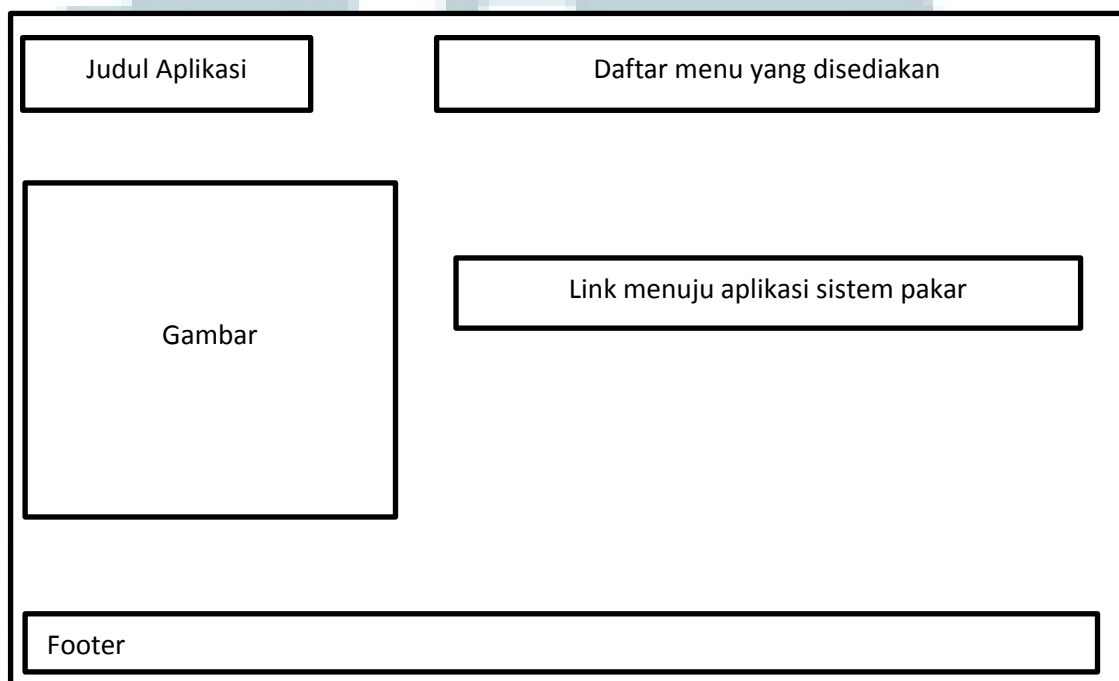 Judul Aplikasi
Daftar menu yang disediakan
Link menuju aplikasi sistem pakar
Gambar
Footer